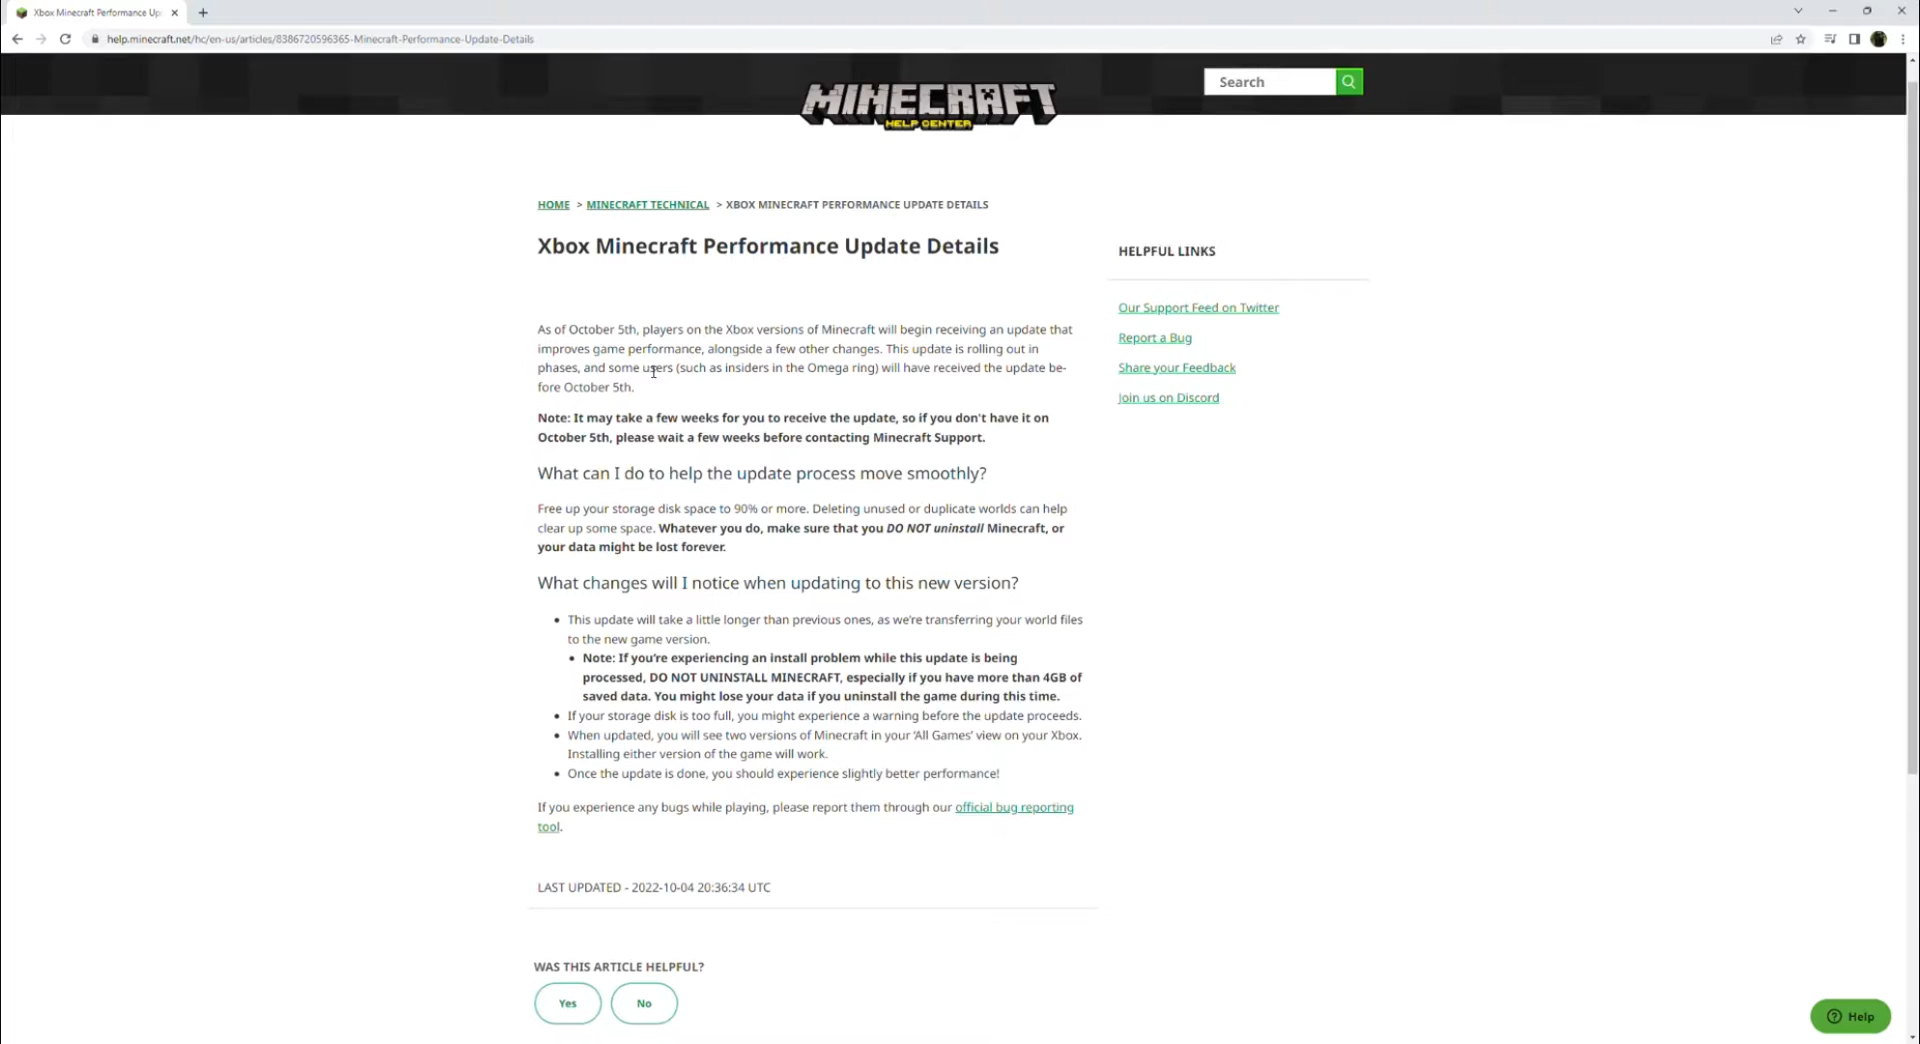 Xbox Minecraft Performance Up
help.minecraft.net/hc/en-us/articles/8386720596365-Minecraft-Performance-Update-Details
MINECRAFT
HELP CENTER
Search
HOME > MINECRAFT TECHNICAL > XBOX MINECRAFT PERFORMANCE UPDATE DETAILS
Xbox Minecraft Performance Update Details
As of October 5th, players on the Xbox versions of Minecraft will begin receiving an update that
improves game performance, alongside a few other changes. This update is rolling out in
phases, and some users (such as insiders in the Omega ring) will have received the update be-
fore October 5th.
Note: It may take a few weeks for you to receive the update, so if you don't have it on
October 5th, please wait a few weeks before contacting Minecraft Support.
What can I do to help the update process move smoothly?
Free up your storage disk space to 90% or more. Deleting unused or duplicate worlds can help
clear up some space. Whatever you do, make sure that you DO NOT uninstall Minecraft, or
your data might be lost forever.
What changes will I notice when updating to this new version?
• This update will take a little longer than previous ones, as we're transferring your world files
to the new game version.
• Note: If you're experiencing an install problem while this update is being
processed, DO NOT UNINSTALL MINECRAFT, especially if you have more than 4GB of
saved data. You might lose your data if you uninstall the game during this time.
• If your storage disk is too full, you might experience a warning before the update proceeds.
• When updated, you will see two versions of Minecraft in your 'All Games' view on your Xbox.
Installing either version of the game will work.
• Once the update is done, you should experience slightly better performance!
If you experience any bugs while playing, please report them through our official bug reporting
tool.
LAST UPDATED - 2022-10-04 20:36:34 UTC
WAS THIS ARTICLE HELPFUL?
Yes
No
HELPFUL LINKS
Our Support Feed on Twitter
Report a Bug
Share your Feedback
Join us on Discord
Help